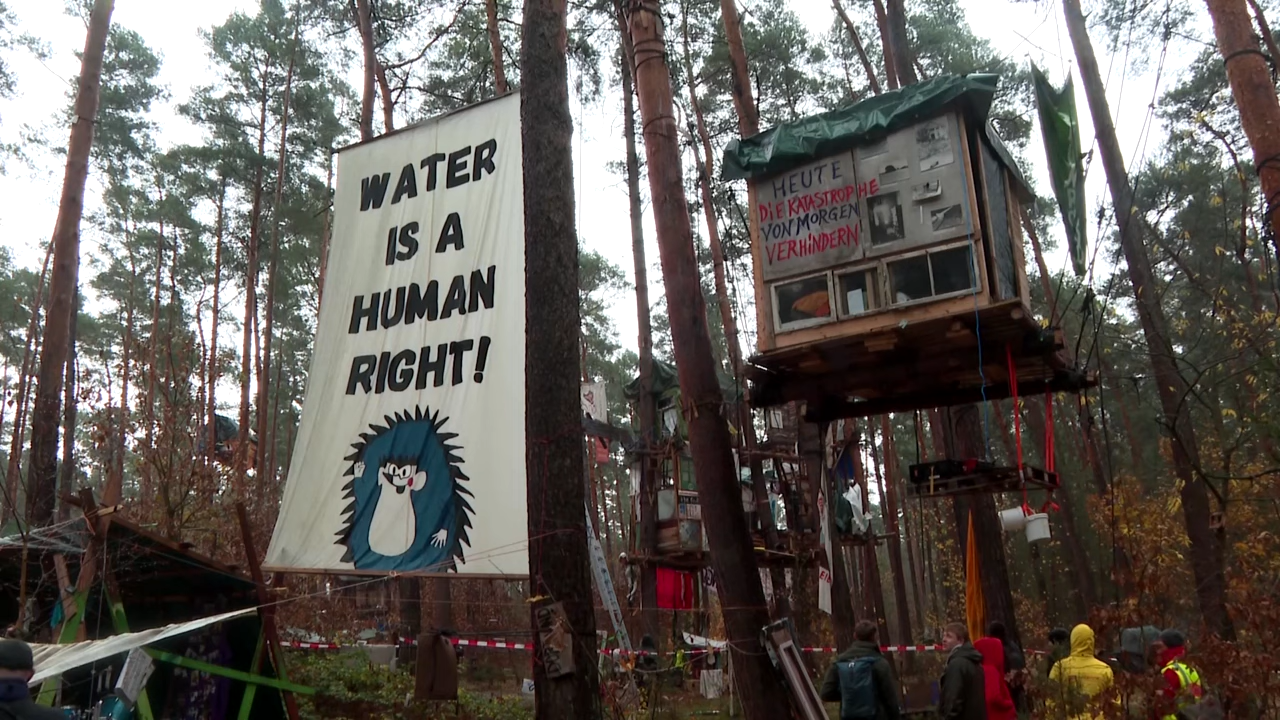 WATER
IS A
HUMAN
RIGHT!
HEUTE
DIE KATASTROPHE
VON MORGEN
VERHINDERN